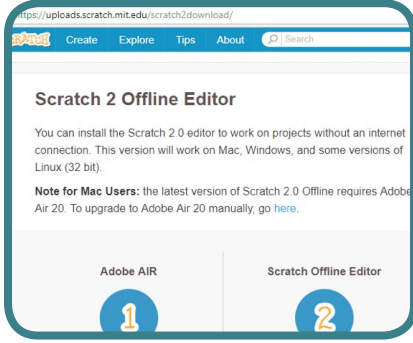 https://uploads.scratch.mit.edu/scratch2download/
SCRATCH Create Explore Tips About Search
Scratch 2 Offline Editor
You can install the Scratch 2.0 editor to work on projects without an internet
connection. This version will work on Mac, Windows, and some versions of
Linux (32 bit).
Note for Mac Users: the latest version of Scratch 2.0 Offline requires Adobe
Air 20. To upgrade to Adobe Air 20 manually, go here.
Adobe AIR Scratch Offline Editor
1 2